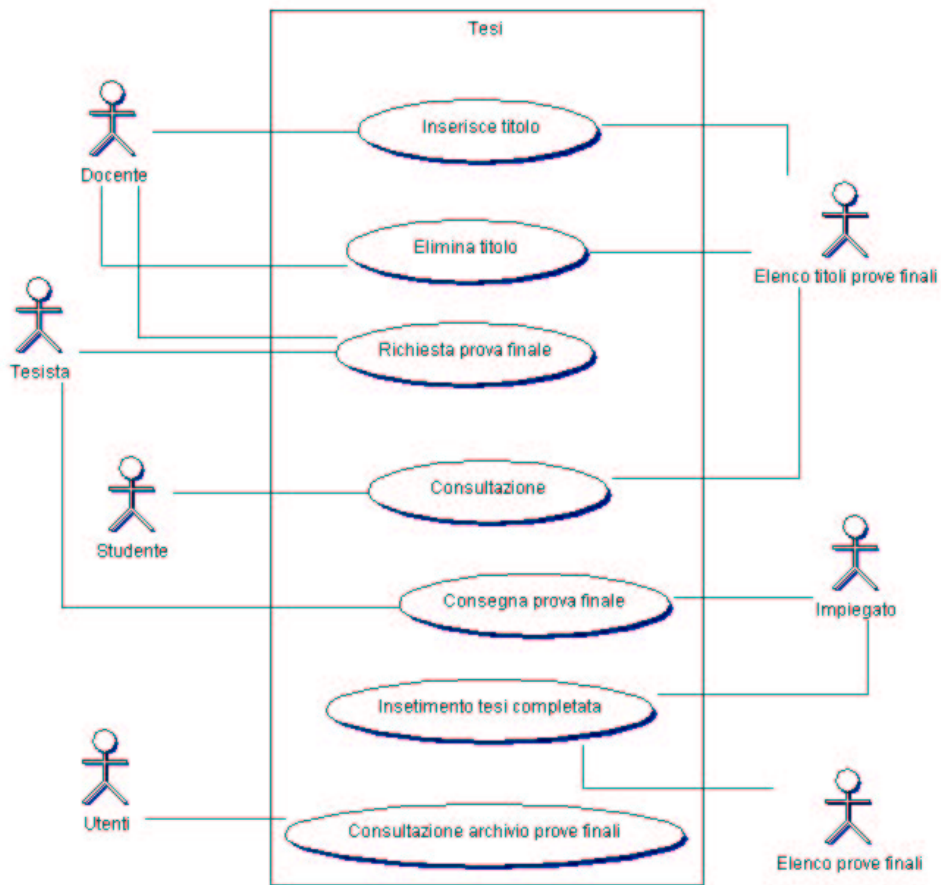 Tesi
Inserisce titolo
Docente
Elimina titolo
Elenco titoli prove finali
Richiesta prova finale
Tesista
Consultazione
Studente
Consegna prova finale
Impiegato
Insetimento tesi completata
Utenti
Consultazione archivio prove finali
Elenco prove finali